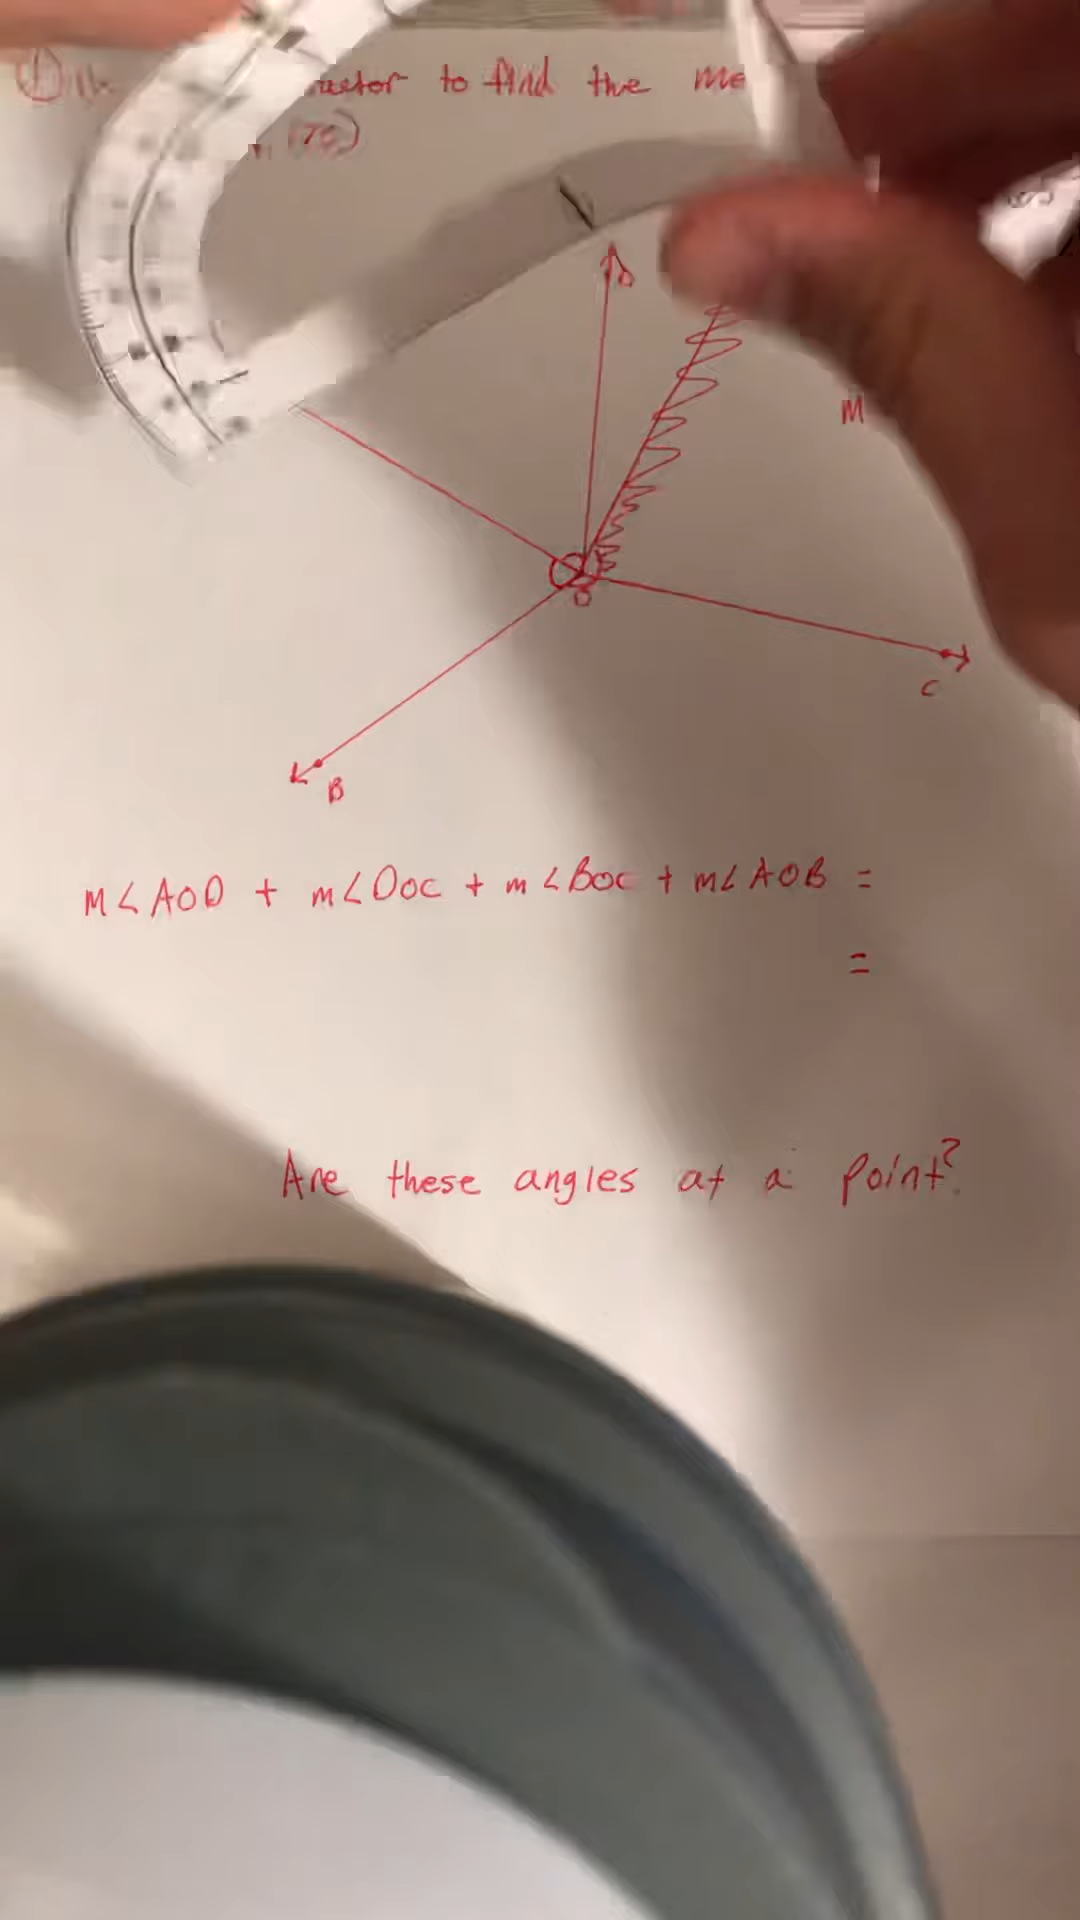 to find the
D
M
O
C
B
m∠AOD + m∠DOC + m∠BOC + m∠AOB =
=
Are these angles at a point?